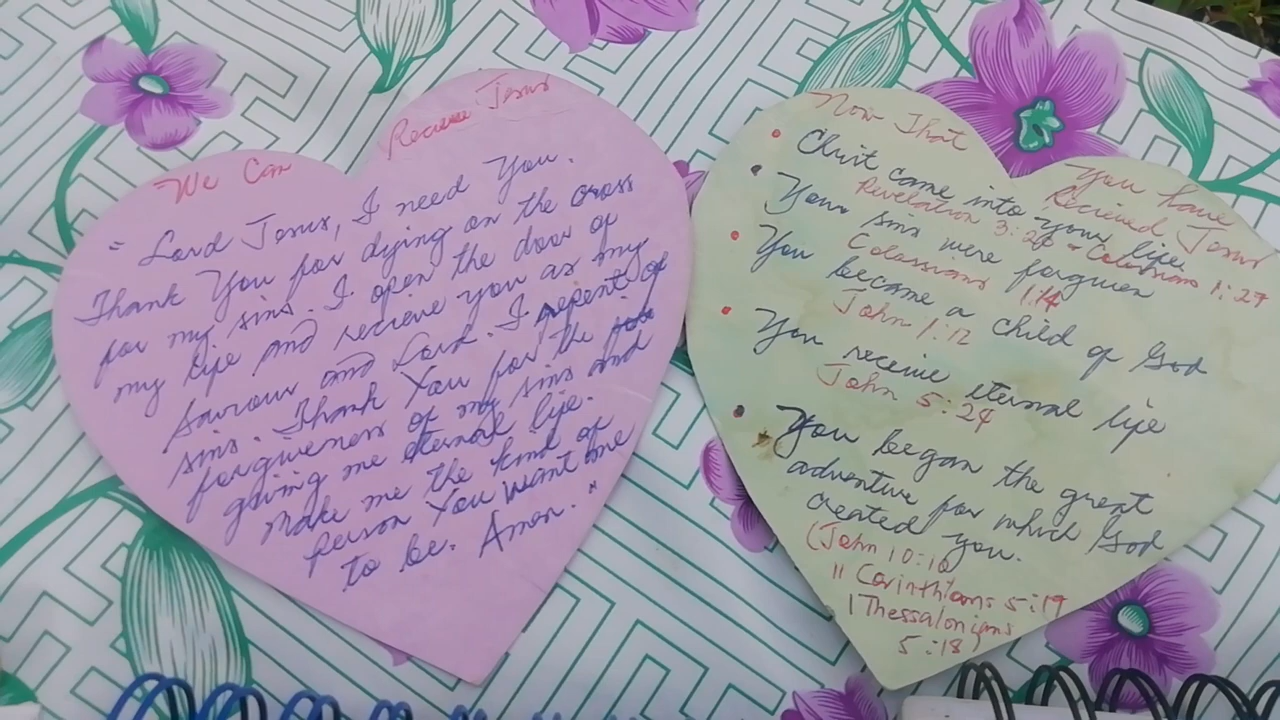 We Can Recieve Jesus
" Lord Jesus, I need You.
Thank You for dying on the cross
for my sins. I open the door of
my life and recieve you as my
Saviour and Lord. I repent of
sins. Thank You for the
forgiveness of my sins and
giving me eternal life.
Make me the kind of
person You want me
to be. Amen. "
Now That
you have
Recieved Jesus
• Christ came into your life.
Revelation 3:20 - Colossians 1:27
• Your sins were forgiven
Colossians 1:14
• You became a child of God
John 1:12
• You receive eternal life
John 5:24
• You began the great
adventure for which God
created you.
(John 10:10
II Corinthians 5:17
1 Thessalonians
5:18)